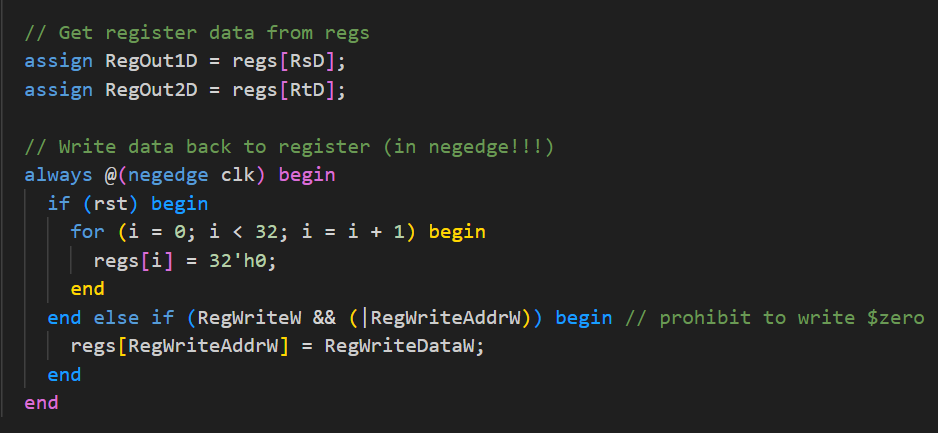 // Get register data from regs
assign RegOut1D = regs[RsD];
assign RegOut2D = regs[RtD];
// Write data back to register (in negedge!!!)
always @(negedge clk) begin
if (rst) begin
for (i = 0; i < 32; i = i + 1) begin
regs[i] = 32'h0;
end
end else if (RegWriteW && (|RegWriteAddrW)) begin // prohibit to write $zero
regs[RegWriteAddrW] = RegWriteDataW;
end
end